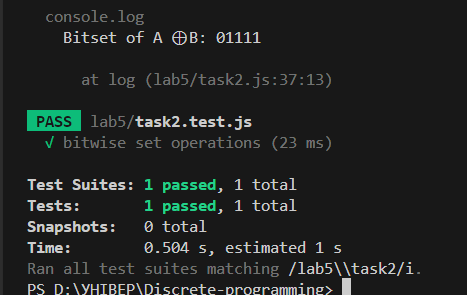 console.log
Bitset of A ⊕B: 01111
at log (lab5/task2.js:37:13)
PASS lab5/task2.test.js
√ bitwise set operations (23 ms)
Test Suites: 1 passed, 1 total
Tests: 1 passed, 1 total
Snapshots: 0 total
Time: 0.504 s, estimated 1 s
Ran all test suites matching /lab5\\task2/i.
PS D:\УНІВЕР\Discrete-programming>